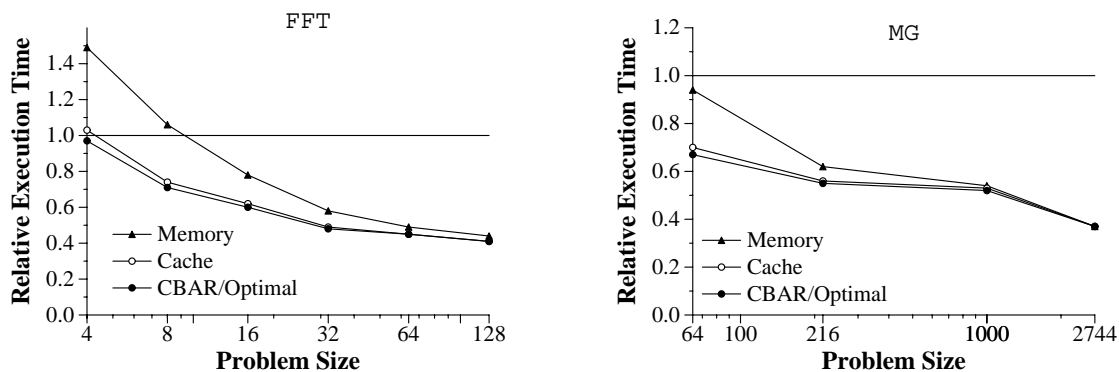 FFT
Relative Execution Time
1.4
1.2
1.0
0.8
0.6
0.4
0.2
0.0
Memory
Cache
CBAR/Optimal
4 8 16 32 64 128
Problem Size
MG
Relative Execution Time
1.2
1.0
0.8
0.6
0.4
0.2
0.0
Memory
Cache
CBAR/Optimal
64 100 216 1000 2744
Problem Size